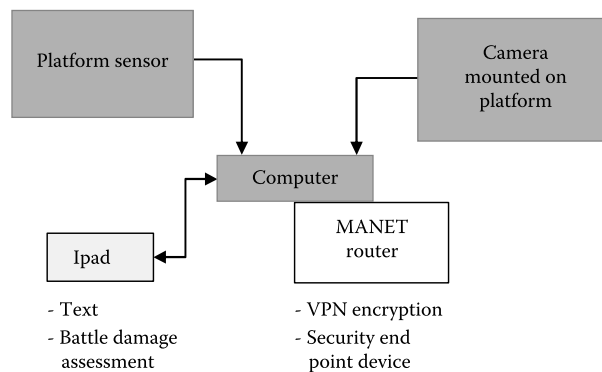 Platform sensor
Camera
mounted on
platform
Computer
MANET
router
Ipad
- Text
- Battle damage
assessment
- VPN encryption
- Security end
point device